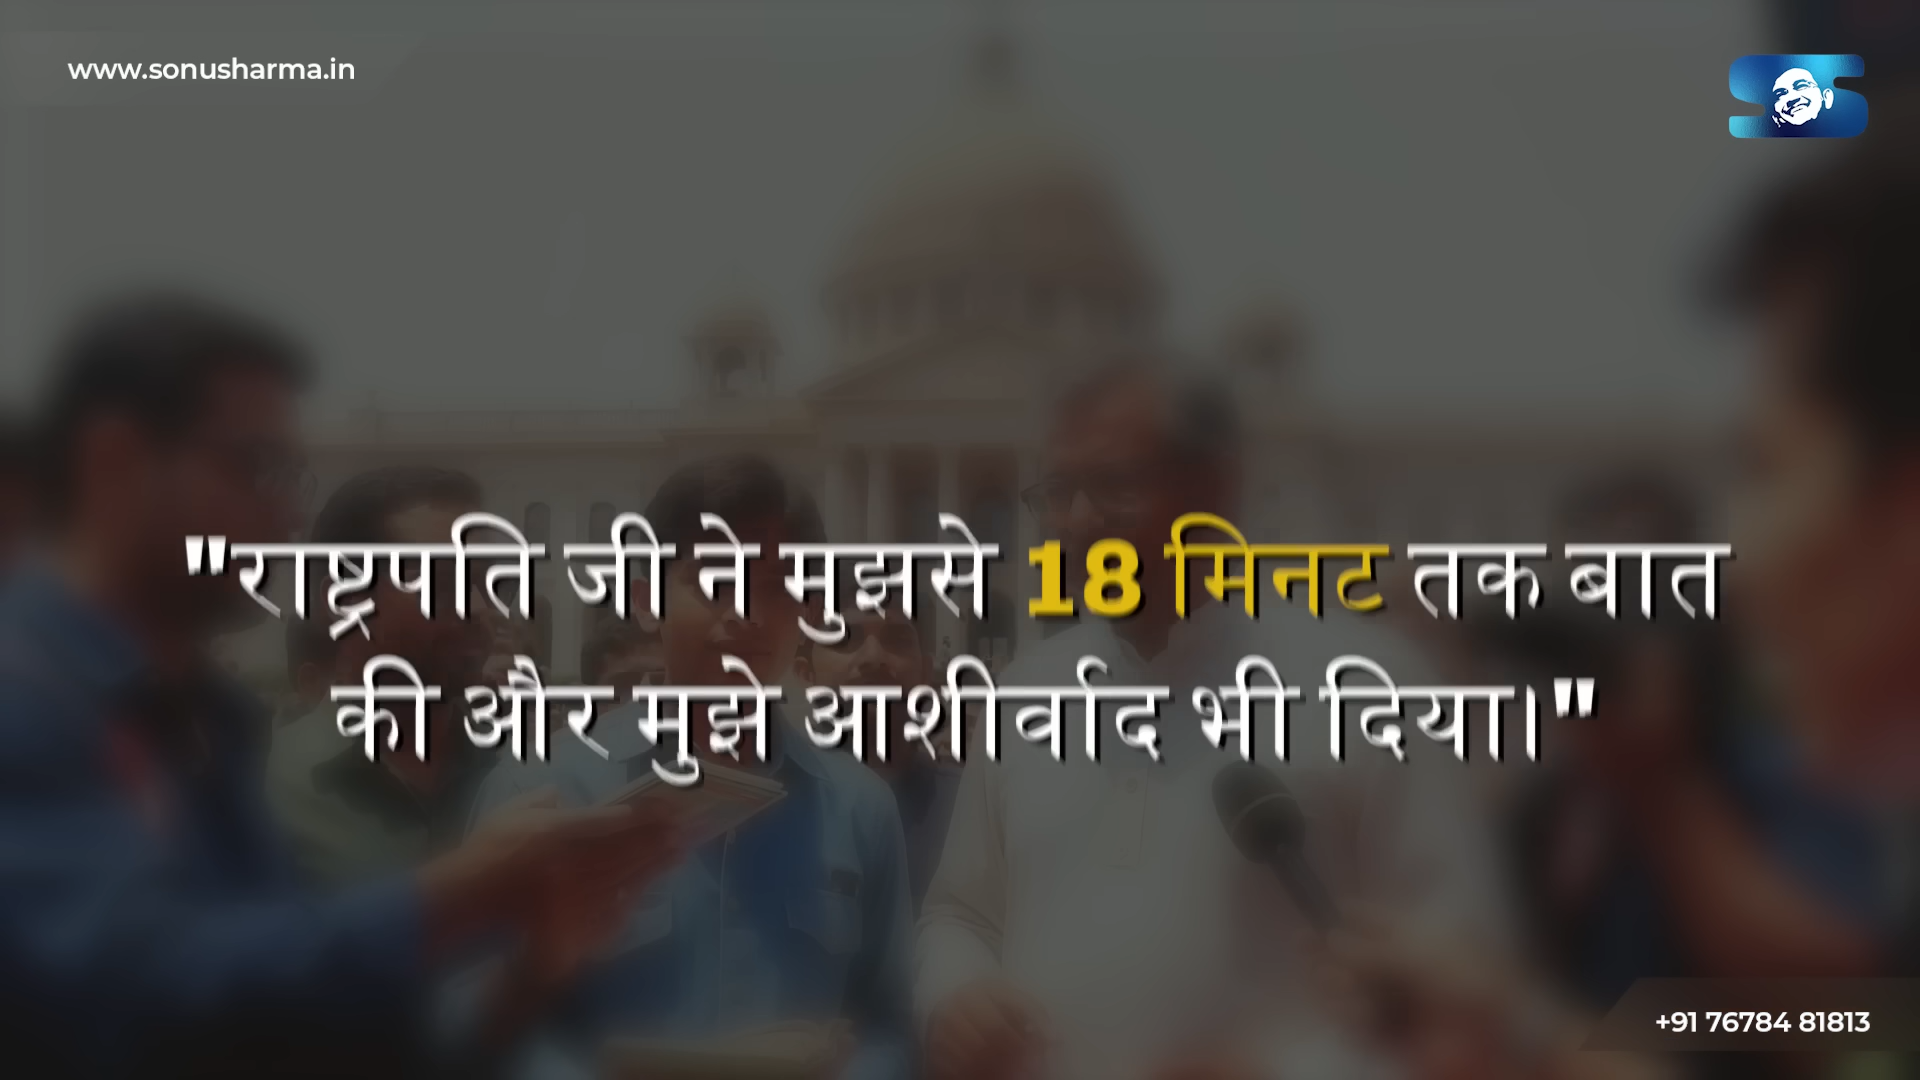 www.sonusharma.in
"राष्ट्रपति जी ने मुझसे 18 मिनट तक बात
की और मुझे आशीर्वाद भी दिया।"
+91 76784 81813